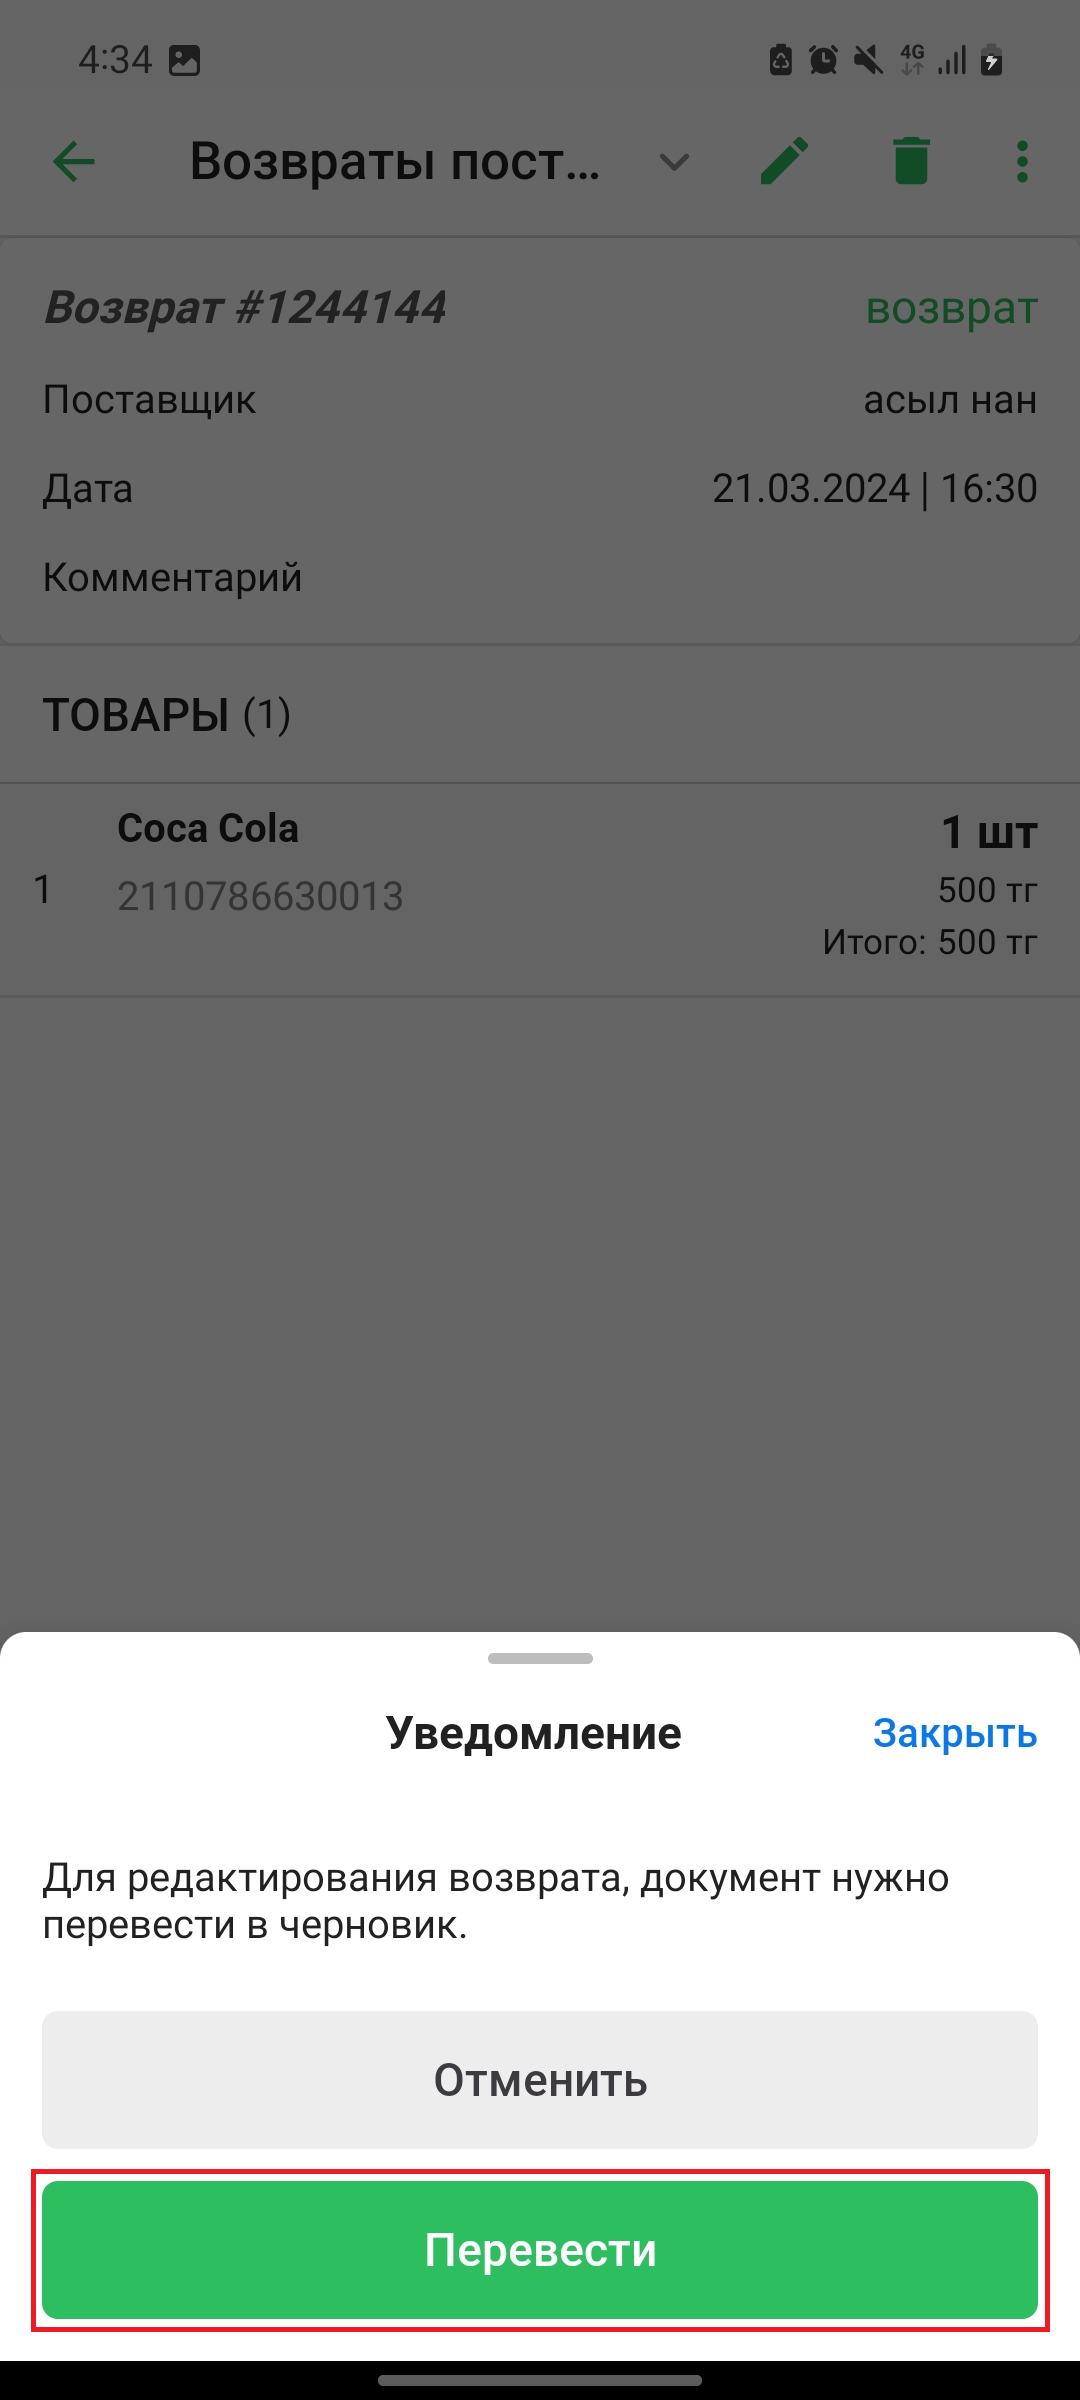 4:34
4G
Возвраты пост...
Возврат #1244144
возврат
Поставщик
асыл нан
Дата
21.03.2024 | 16:30
Комментарий
ТОВАРЫ (1)
1
Coca Cola
2110786630013
1 шт
500 тг
Итого: 500 тг
Уведомление
Закрыть
Для редактирования возврата, документ нужно
перевести в черновик.
Отменить
Перевести